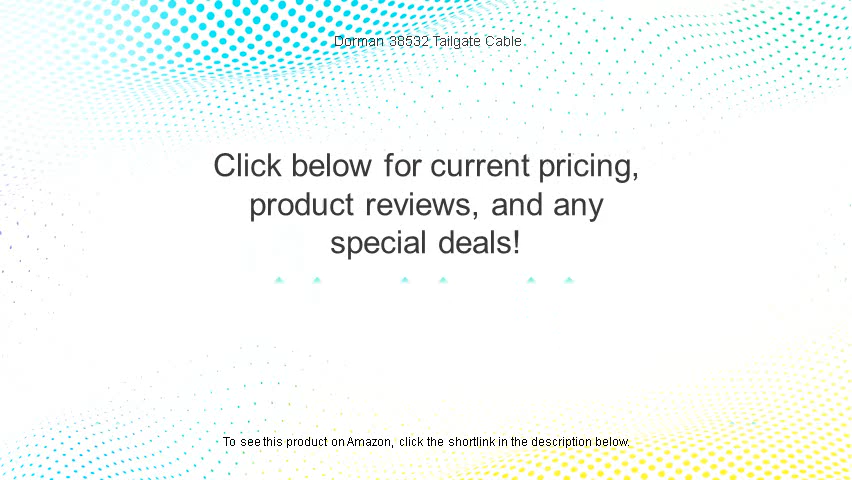 Dorman 38532 Tailgate Cable
Click below for current pricing,
product reviews, and any
special deals!
To see this product on Amazon, click the shortlink in the description below.